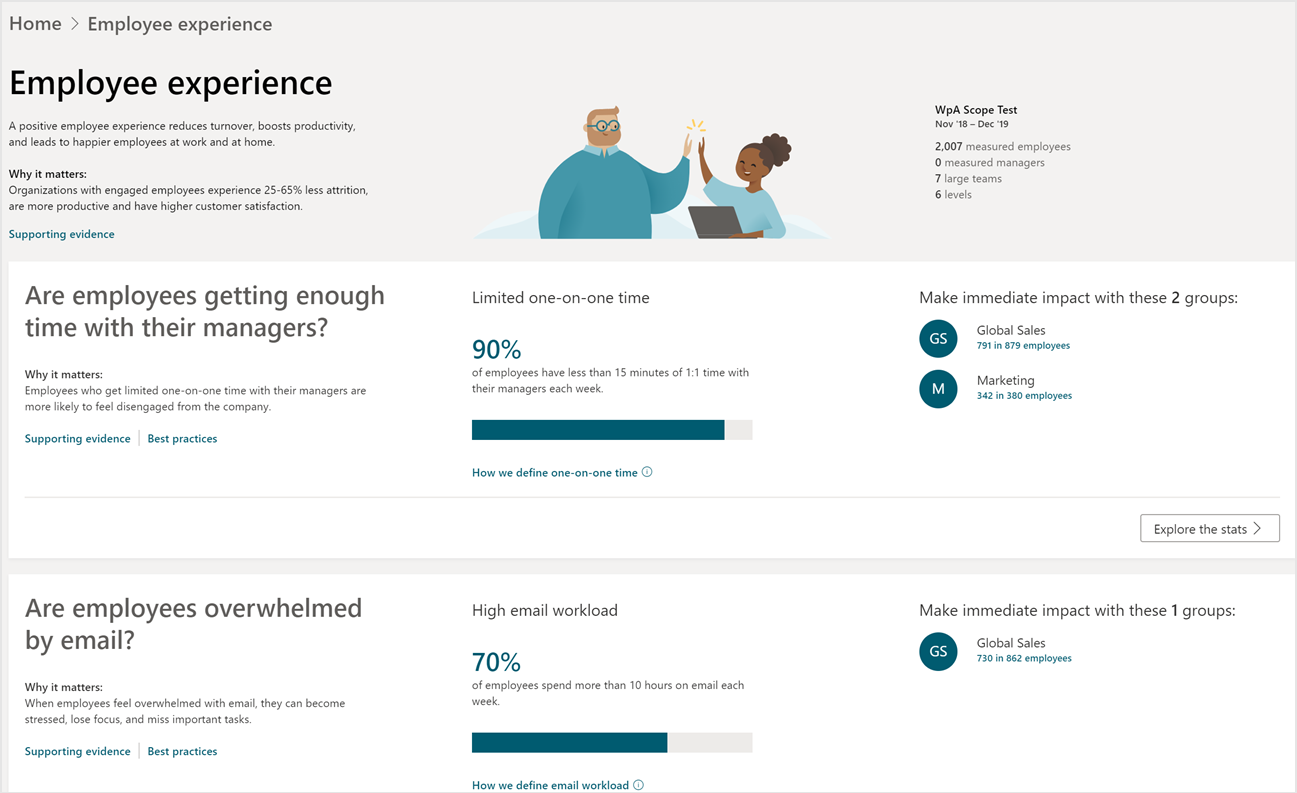 Home > Employee experience
Employee experience
A positive employee experience reduces turnover, boosts productivity,
and leads to happier employees at work and at home.
Why it matters:
Organizations with engaged employees experience 25-65% less attrition,
are more productive and have higher customer satisfaction.
Supporting evidence
WpA Scope Test
Nov '18 – Dec '19
2,007 measured employees
0 measured managers
7 large teams
6 levels
Are employees getting enough
time with their managers?
Why it matters:
Employees who get limited one-on-one time with their managers are
more likely to feel disengaged from the company.
Supporting evidence | Best practices
Limited one-on-one time
90%
of employees have less than 15 minutes of 1:1 time with
their managers each week.
How we define one-on-one time
Make immediate impact with these 2 groups:
GS
Global Sales
791 in 879 employees
M
Marketing
342 in 380 employees
Explore the stats >
Are employees overwhelmed
by email?
Why it matters:
When employees feel overwhelmed with email, they can become
stressed, lose focus, and miss important tasks.
Supporting evidence | Best practices
High email workload
70%
of employees spend more than 10 hours on email each
week.
How we define email workload
Make immediate impact with these 1 groups:
GS
Global Sales
730 in 862 employees